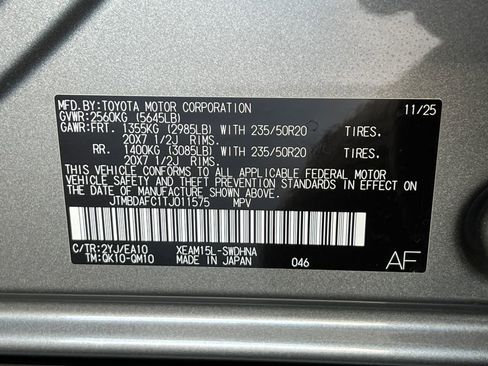 MFD.BY:TOYOTA MOTOR CORPORATION 11/25
GVWR:2560KG (5645LB)
GAWR:FRT. 1355KG (2985LB) WITH 235/50R20 TIRES,
20X7 1/2J RIMS.
RR. 1400KG (3085LB) WITH 235/50R20 TIRES,
20X7 1/2J RIMS.
THIS VEHICLE CONFORMS TO ALL APPLICABLE FEDERAL MOTOR
VEHICLE SAFETY AND THEFT PREVENTION STANDARDS IN EFFECT ON
THE DATE OF MANUFACTURE SHOWN ABOVE.
JTMBDAFC1TJ011575 MPV
C/TR:2YJ/EA10 XEAM15L-SWDHNA
TM:QK10-QM10 MADE IN JAPAN 046 AF